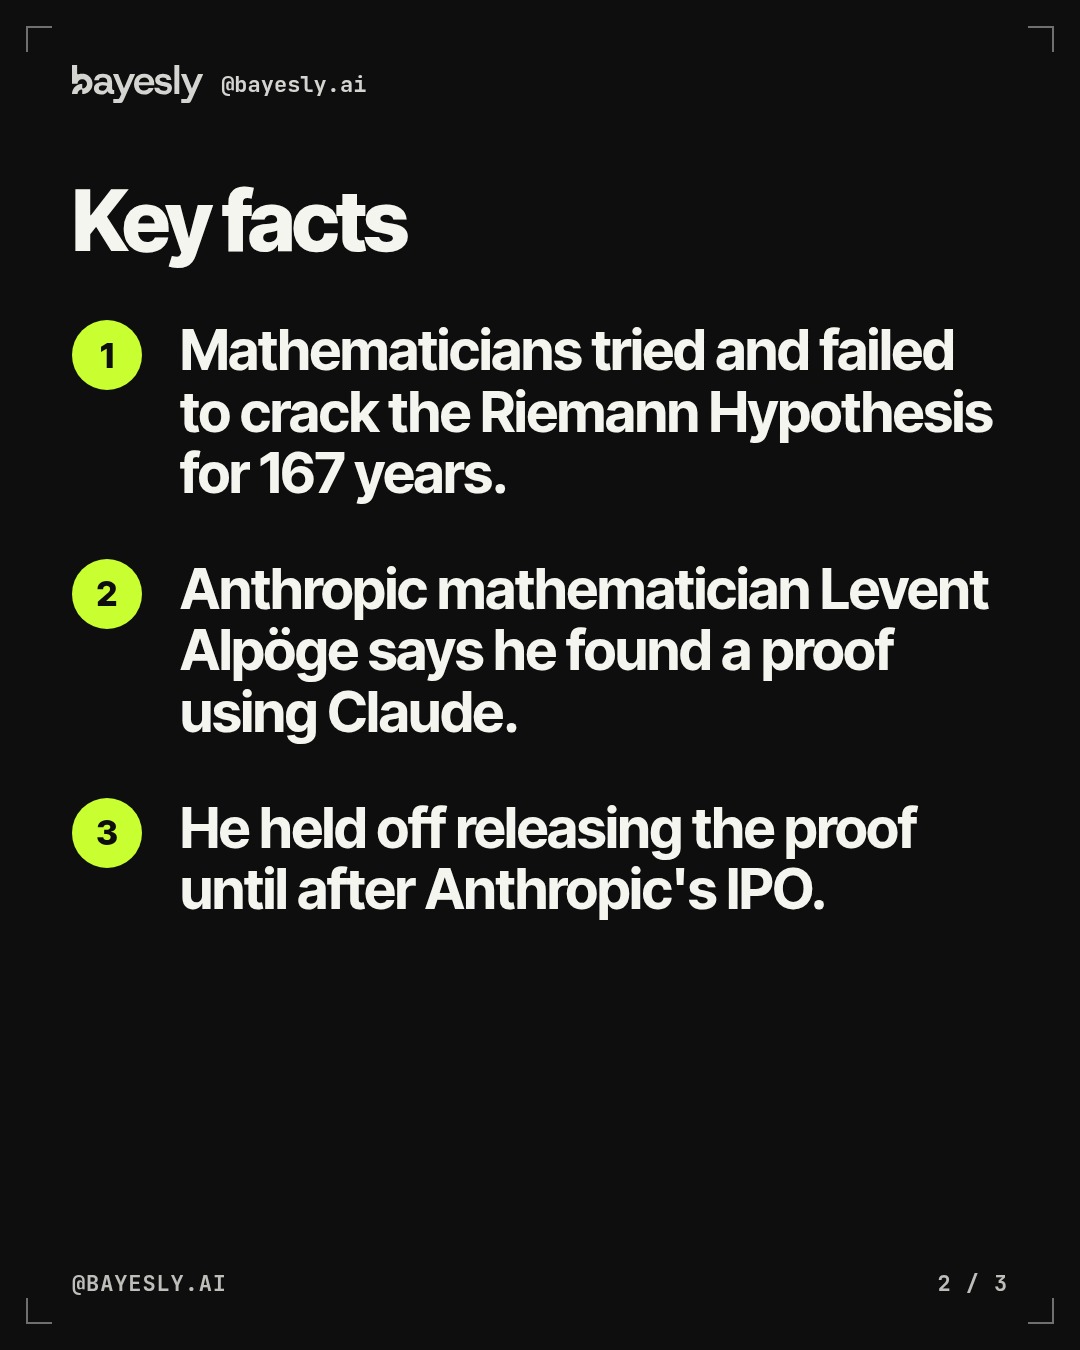 bayesly @bayesly.ai
Key facts
1 Mathematicians tried and failed
to crack the Riemann Hypothesis
for 167 years.
2 Anthropic mathematician Levent
Alpöge says he found a proof
using Claude.
3 He held off releasing the proof
until after Anthropic's IPO.
@BAYESLY.AI 2 / 3